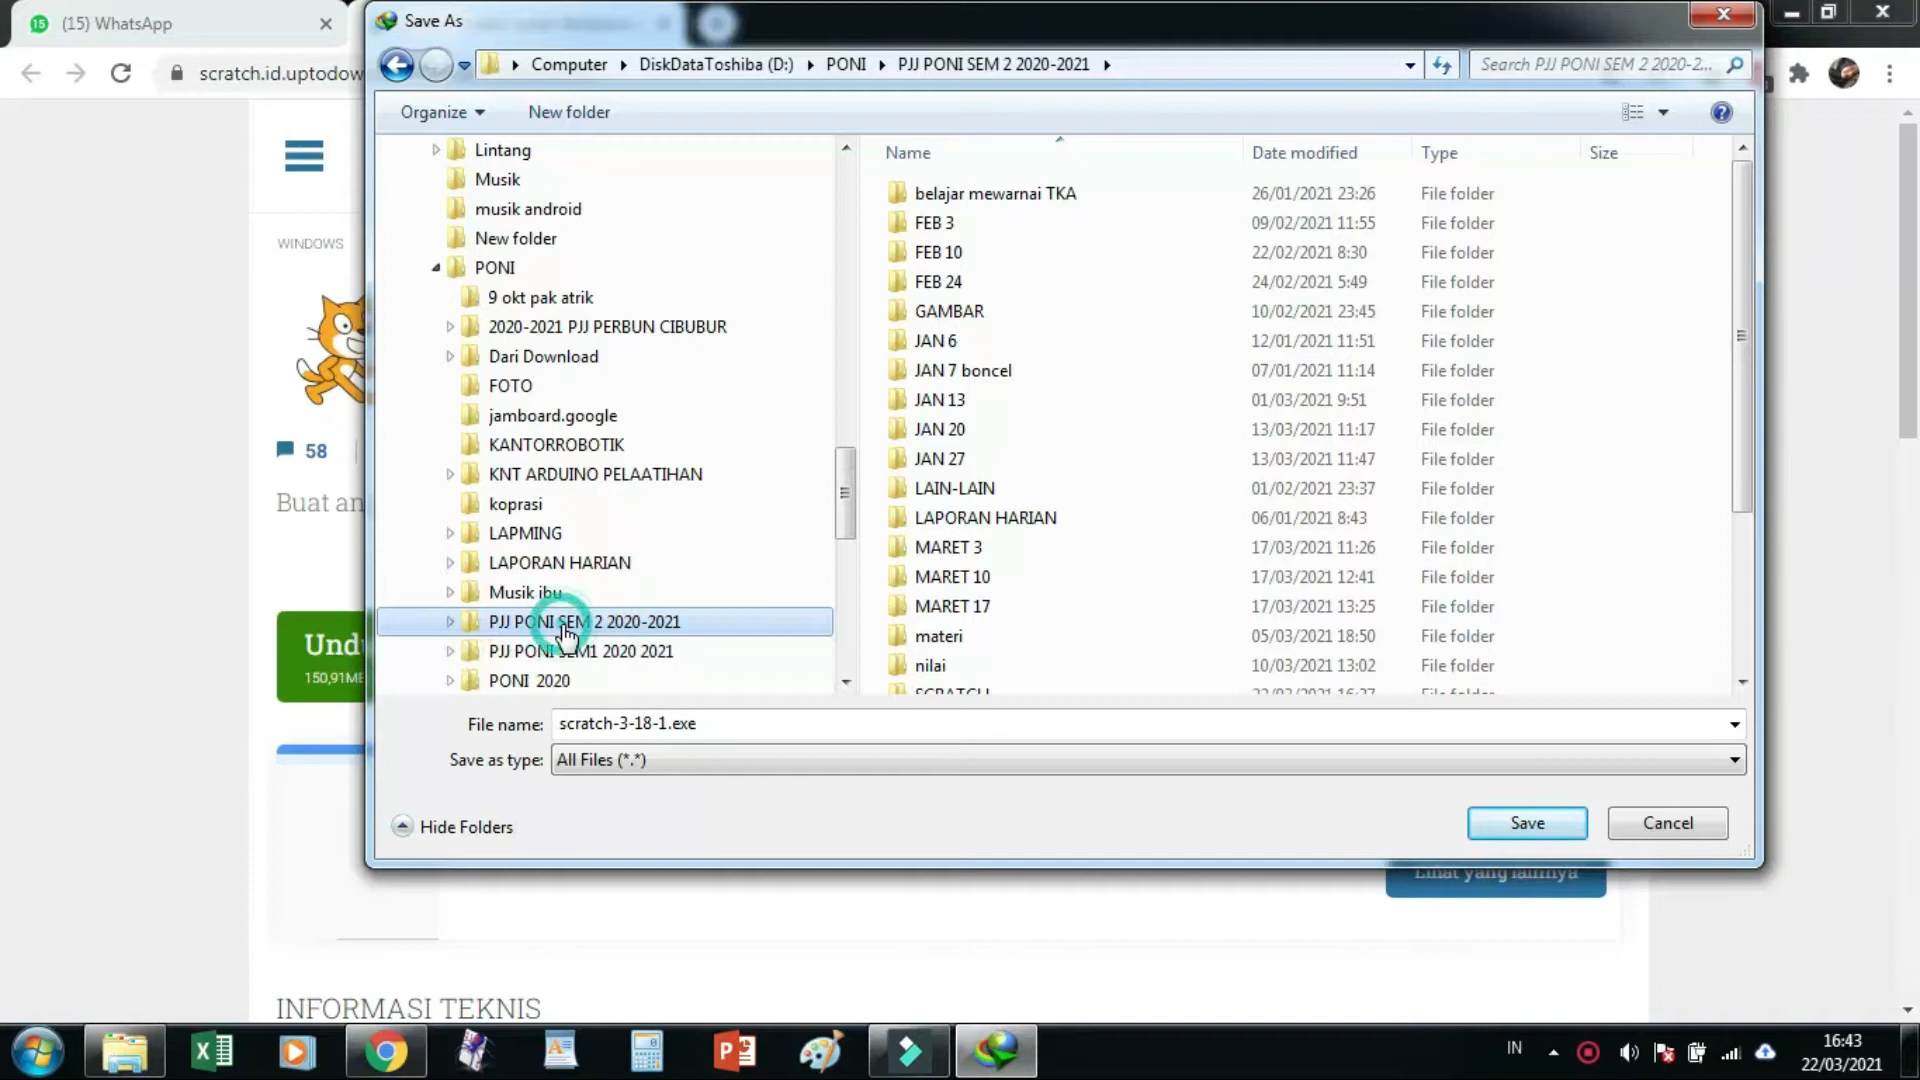 (15) WhatsApp
Save As
scratch.id.uptodow
Computer
DiskDataToshiba (D:)
PONI
PJJ PONI SEM 2 2020-2021
Search PJJ PONI SEM 2 2020-2...
Organize
New folder
Lintang
Musik
musik android
New folder
PONI
9 okt pak atrik
2020-2021 PJJ PERBUN CIBUBUR
Dari Download
FOTO
jamboard.google
KANTORROBOTIK
KNT ARDUINO PELAATIHAN
koprasi
LAPMING
LAPORAN HARIAN
Musik ibu
PJJ PONI SEM 2 2020-2021
PJJ PONI SEM1 2020 2021
PONI 2020
Name Date modified Type Size
belajar mewarnai TKA 26/01/2021 23:26 File folder
FEB 3 09/02/2021 11:55 File folder
FEB 10 22/02/2021 8:30 File folder
FEB 24 24/02/2021 5:49 File folder
GAMBAR 10/02/2021 23:45 File folder
JAN 6 12/01/2021 11:51 File folder
JAN 7 boncel 07/01/2021 11:14 File folder
JAN 13 01/03/2021 9:51 File folder
JAN 20 13/03/2021 11:17 File folder
JAN 27 13/03/2021 11:47 File folder
LAIN-LAIN 01/02/2021 23:37 File folder
LAPORAN HARIAN 06/01/2021 8:43 File folder
MARET 3 17/03/2021 11:26 File folder
MARET 10 17/03/2021 12:41 File folder
MARET 17 17/03/2021 13:25 File folder
materi 05/03/2021 18:50 File folder
nilai 10/03/2021 13:02 File folder
SCRATCH 22/03/2021 16:37 File folder
File name: scratch-3-18-1.exe
Save as type: All Files (*.*)
Hide Folders
Save
Cancel
WINDOWS
58
Buat an
Undu
150,91MB
Lihat yang lainnya
INFORMASI TEKNIS
IN
16:43
22/03/2021